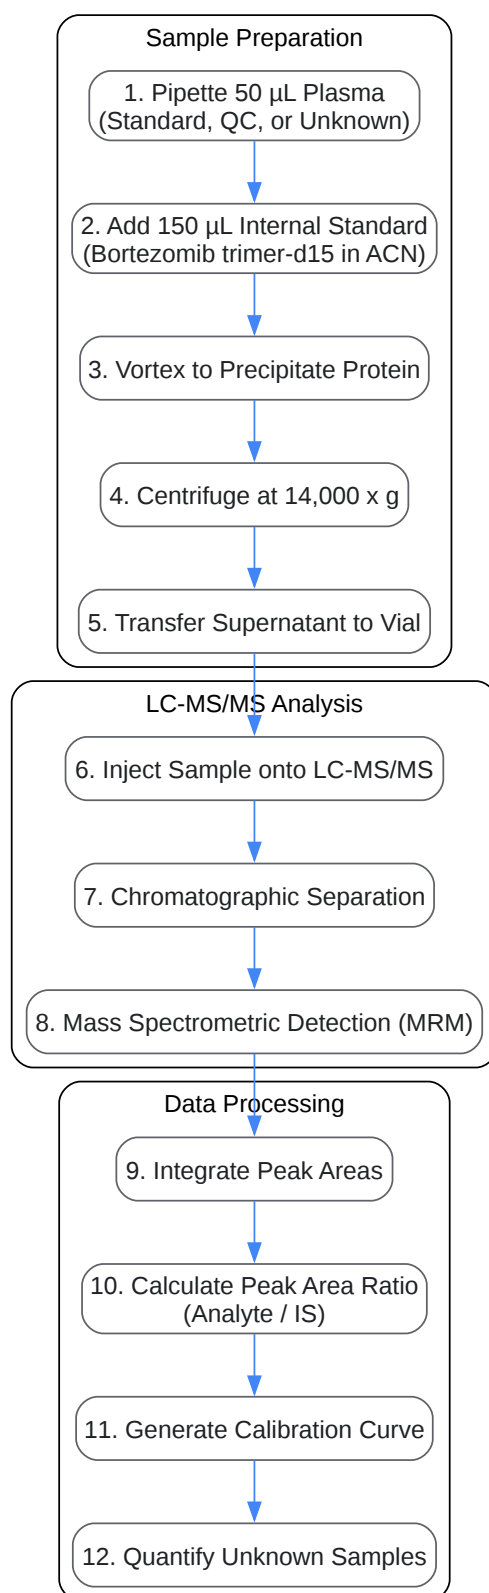 Sample Preparation
1. Pipette 50 µL Plasma
(Standard, QC, or Unknown)
2. Add 150 µL Internal Standard
(Bortezomib trimer-d15 in ACN)
3. Vortex to Precipitate Protein
4. Centrifuge at 14,000 x g
5. Transfer Supernatant to Vial
LC-MS/MS Analysis
6. Inject Sample onto LC-MS/MS
7. Chromatographic Separation
8. Mass Spectrometric Detection (MRM)
Data Processing
9. Integrate Peak Areas
10. Calculate Peak Area Ratio
(Analyte / IS)
11. Generate Calibration Curve
12. Quantify Unknown Samples